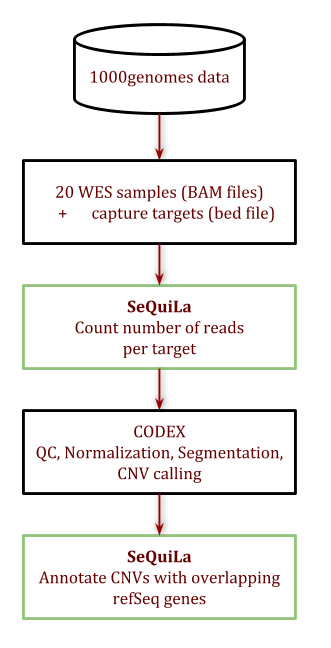 1000genomes data
20 WES samples (BAM files)
+ capture targets (bed file)
SeQuiLa
Count number of reads
per target
CODEX
QC, Normalization, Segmentation,
CNV calling
SeQuiLa
Annotate CNVs with overlapping
refSeq genes